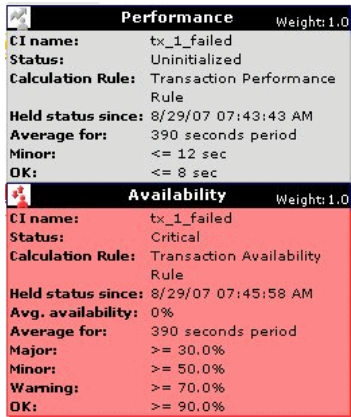 Performance Weight: 1.0
CI name: tx_1_failed
Status: Uninitialized
Calculation Rule: Transaction Performance
Rule
Held status since: 8/29/07 07:43:43 AM
Average for: 390 seconds period
Minor: <= 12 sec
OK: <= 8 sec
Availability Weight: 1.0
CI name: tx_1_failed
Status: Critical
Calculation Rule: Transaction Availability
Rule
Held status since: 8/29/07 07:45:58 AM
Avg. availability: 0%
Average for: 390 seconds period
Major: >= 30.0%
Minor: >= 50.0%
Warning: >= 70.0%
OK: >= 90.0%